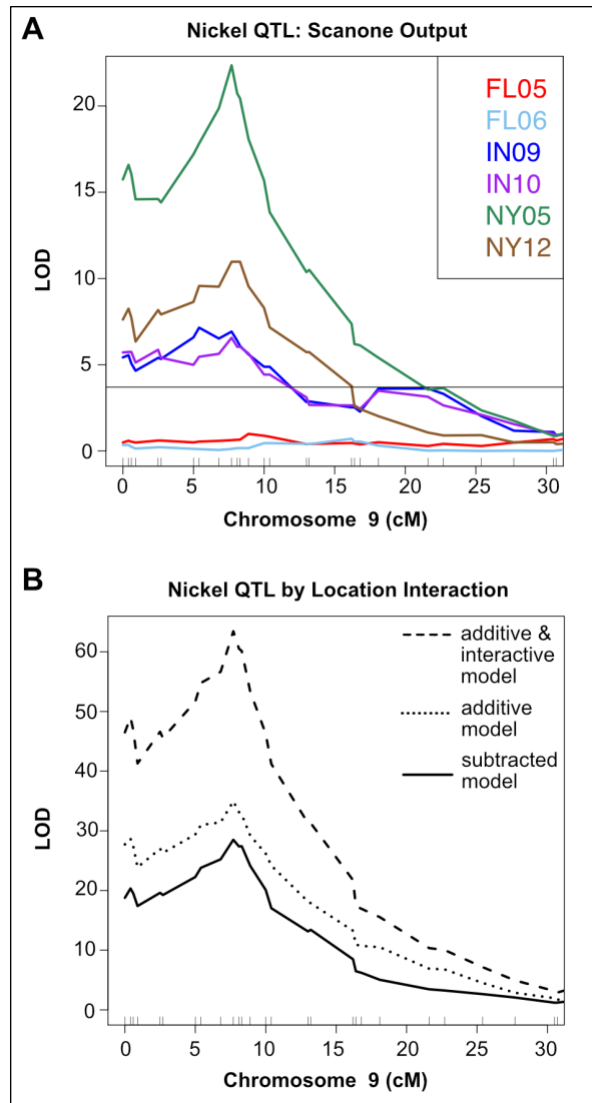 A
Nickel QTL: Scanone Output
FL05
FL06
IN09
IN10
NY05
NY12
LOD
20
15
10
5
0
0 5 10 15 20 25 30
Chromosome 9 (cM)
B
Nickel QTL by Location Interaction
additive &
interactive
model
additive
model
subtracted
model
LOD
60
50
40
30
20
10
0
0 5 10 15 20 25 30
Chromosome 9 (cM)